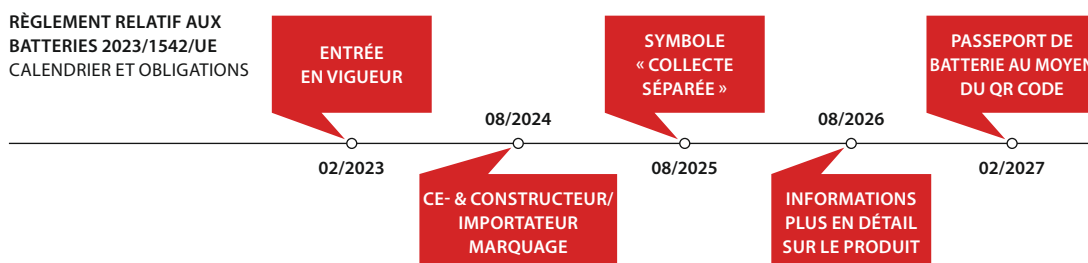 RÈGLEMENT RELATIF AUX
BATTERIES 2023/1542/UE
CALENDRIER ET OBLIGATIONS
ENTRÉE
EN VIGUEUR
02/2023
08/2024
CE- & CONSTRUCTEUR/
IMPORTATEUR
MARQUAGE
SYMBOLE
« COLLECTE
SÉPARÉE »
08/2025
08/2026
INFORMATIONS
PLUS EN DÉTAIL
SUR LE PRODUIT
PASSEPORT DE
BATTERIE AU MOYEN
DU QR CODE
02/2027